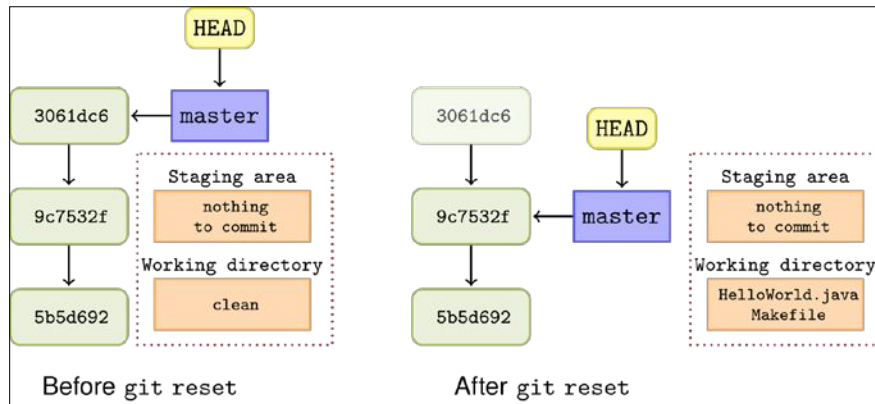 HEAD
3061dc6
master
Staging area
nothing
to commit
9c7532f
Working directory
clean
5b5d692
Before git reset
3061dc6
HEAD
Staging area
nothing
to commit
9c7532f
master
Working directory
HelloWorld.java
Makefile
5b5d692
After git reset